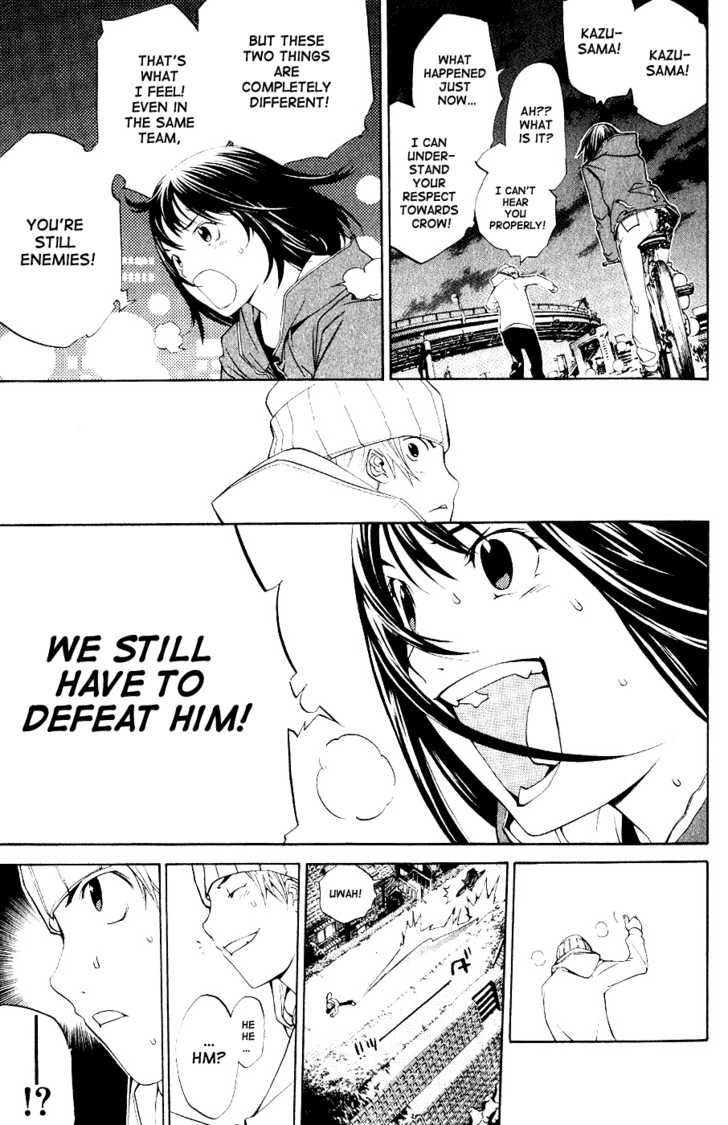 KAZU-
SAMA!
KAZU-
SAMA!
AH??
WHAT
IS IT?
I CAN'T
HEAR
YOU
PROPERLY!
WHAT
HAPPENED
JUST
NOW...
I CAN
UNDER-
STAND
YOUR
RESPECT
TOWARDS
CROW!
BUT THESE
TWO THINGS
ARE
COMPLETELY
DIFFERENT!
THAT'S
WHAT
I FEEL!
EVEN IN
THE SAME
TEAM,
YOU'RE
STILL
ENEMIES!
WE STILL
HAVE TO
DEFEAT HIM!
UWAH!
HE
HE
...
...
HM?
!?